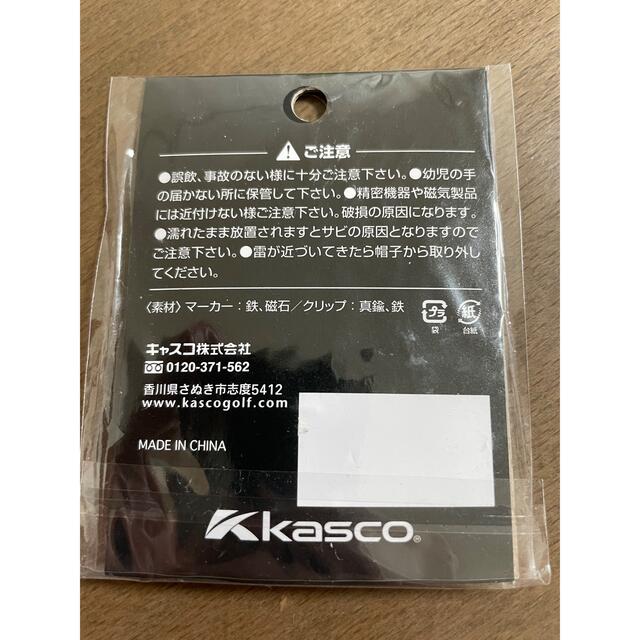 ご注意
●誤飲、事故のない様に十分ご注意下さい。●幼児の手
の届かない所に保管して下さい。●精密機器や磁気製品
には近付けない様ご注意下さい。破損の原因になります。
●濡れたまま放置されますとサビの原因となりますので
ご注意下さい。●雷が近づいてきたら帽子から取り外し
てください。
〈素材〉マーカー：鉄、磁石／クリップ：真鍮、鉄
プラ
袋
紙
台紙
キャスコ株式会社
0120-371-562
香川県さぬき市志度5412
www.kascogolf.com
MADE IN CHINA
kasco®